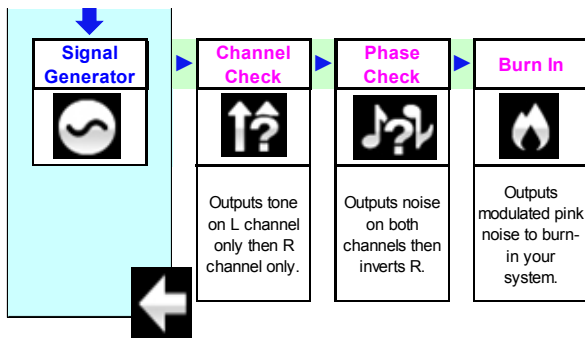 Signal
Generator
Channel
Check
Phase
Check
Burn In
Outputs tone
on L channel
only then R
channel only.
Outputs noise
on both
channels then
inverts R.
Outputs
modulated pink
noise to burn-
in your
system.